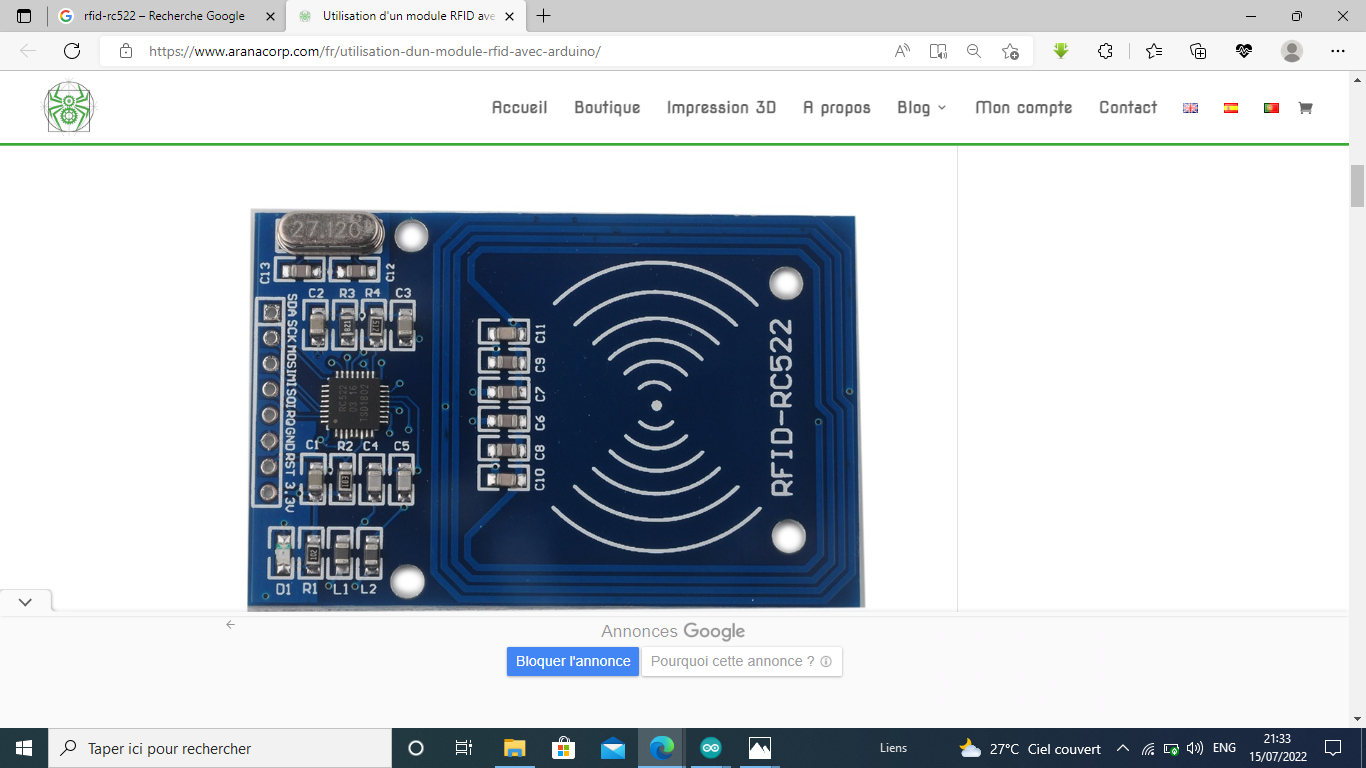 rfid-rc522 – Recherche Google
Utilisation d'un module RFID ave
https://www.aranacorp.com/fr/utilisation-dun-module-rfid-avec-arduino/
Accueil
Boutique
Impression 3D
A propos
Blog
Mon compte
Contact
27.120
C13
C12
C2 R3 R4 C3
SDA SCK MOSI MISO IRQ GND RST 3.3V
821
RC522
C1 R2 C4 C5
102
D1 R1 L1 L2
C11
C9
C7
C6
C8
C10
RFID-RC522
Annonces Google
Bloquer l'annonce
Pourquoi cette annonce ?
Taper ici pour rechercher
Liens
27°C Ciel couvert
ENG
21:33
15/07/2022